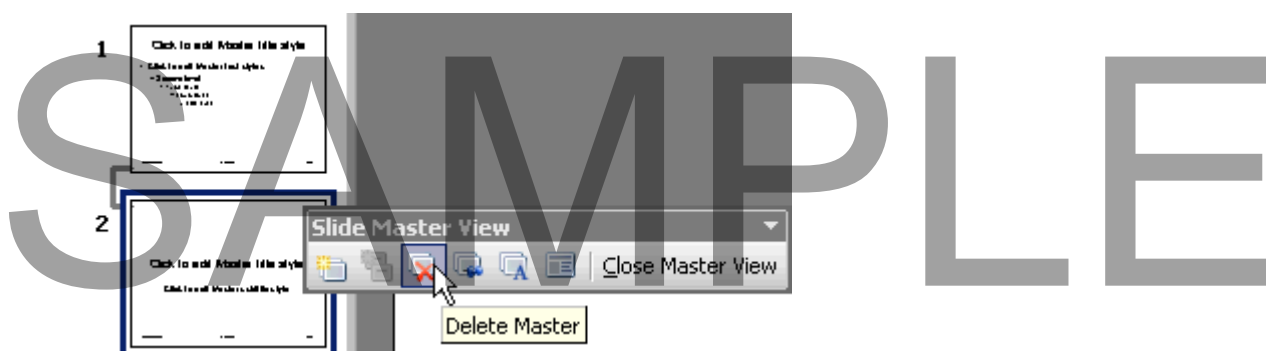 SAMPLE
1
Click to edit Master title style
Click to edit Master text styles
Second level
2
Click to edit Master title style
Click to edit Master subtitle style
Slide Master View
Close Master View
Delete Master